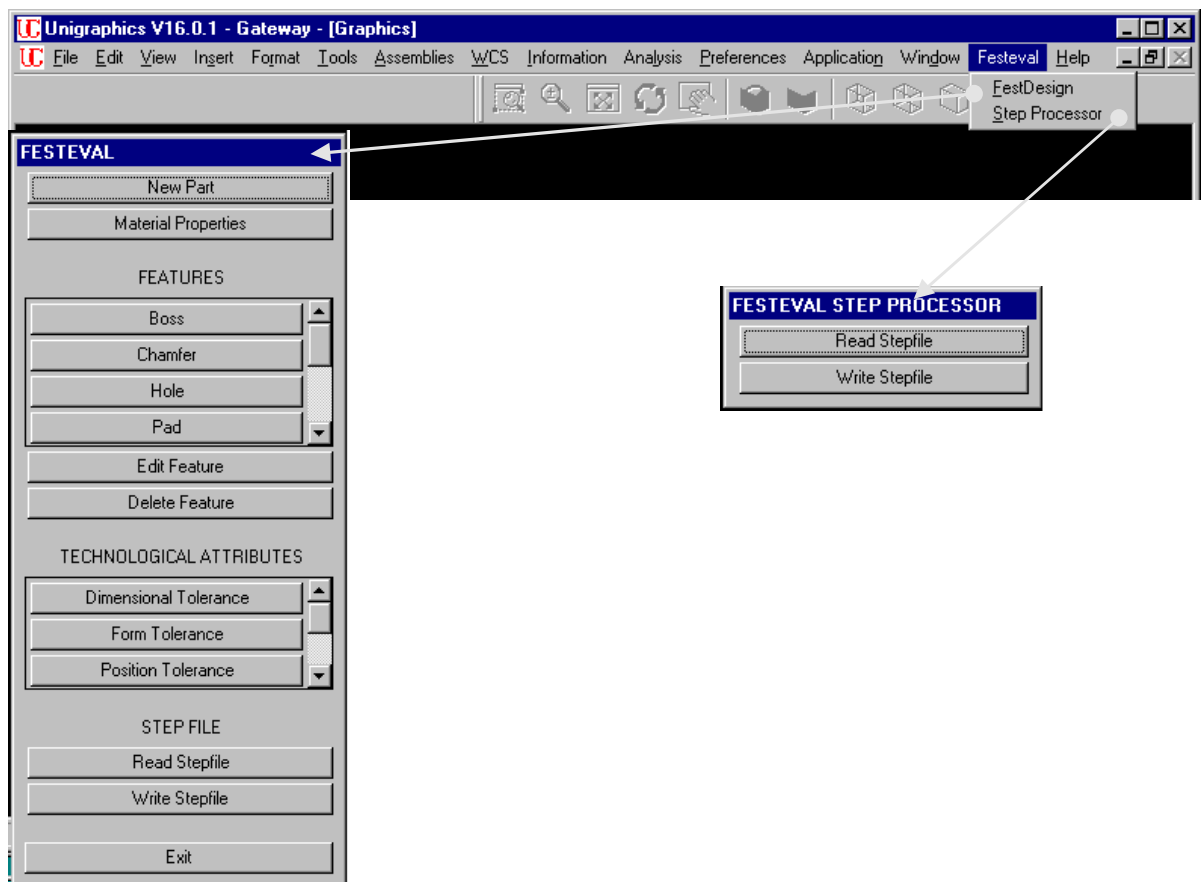 Unigraphics V16.0.1 - Gateway - [Graphics]
File Edit View Insert Format Tools Assemblies WCS Information Analysis Preferences Application Window Festeval Help
FestDesign
Step Processor
FESTEVAL
New Part
Material Properties
FEATURES
Boss
Chamfer
Hole
Pad
Edit Feature
Delete Feature
TECHNOLOGICAL ATTRIBUTES
Dimensional Tolerance
Form Tolerance
Position Tolerance
STEP FILE
Read Stepfile
Write Stepfile
Exit
FESTEVAL STEP PROCESSOR
Read Stepfile
Write Stepfile